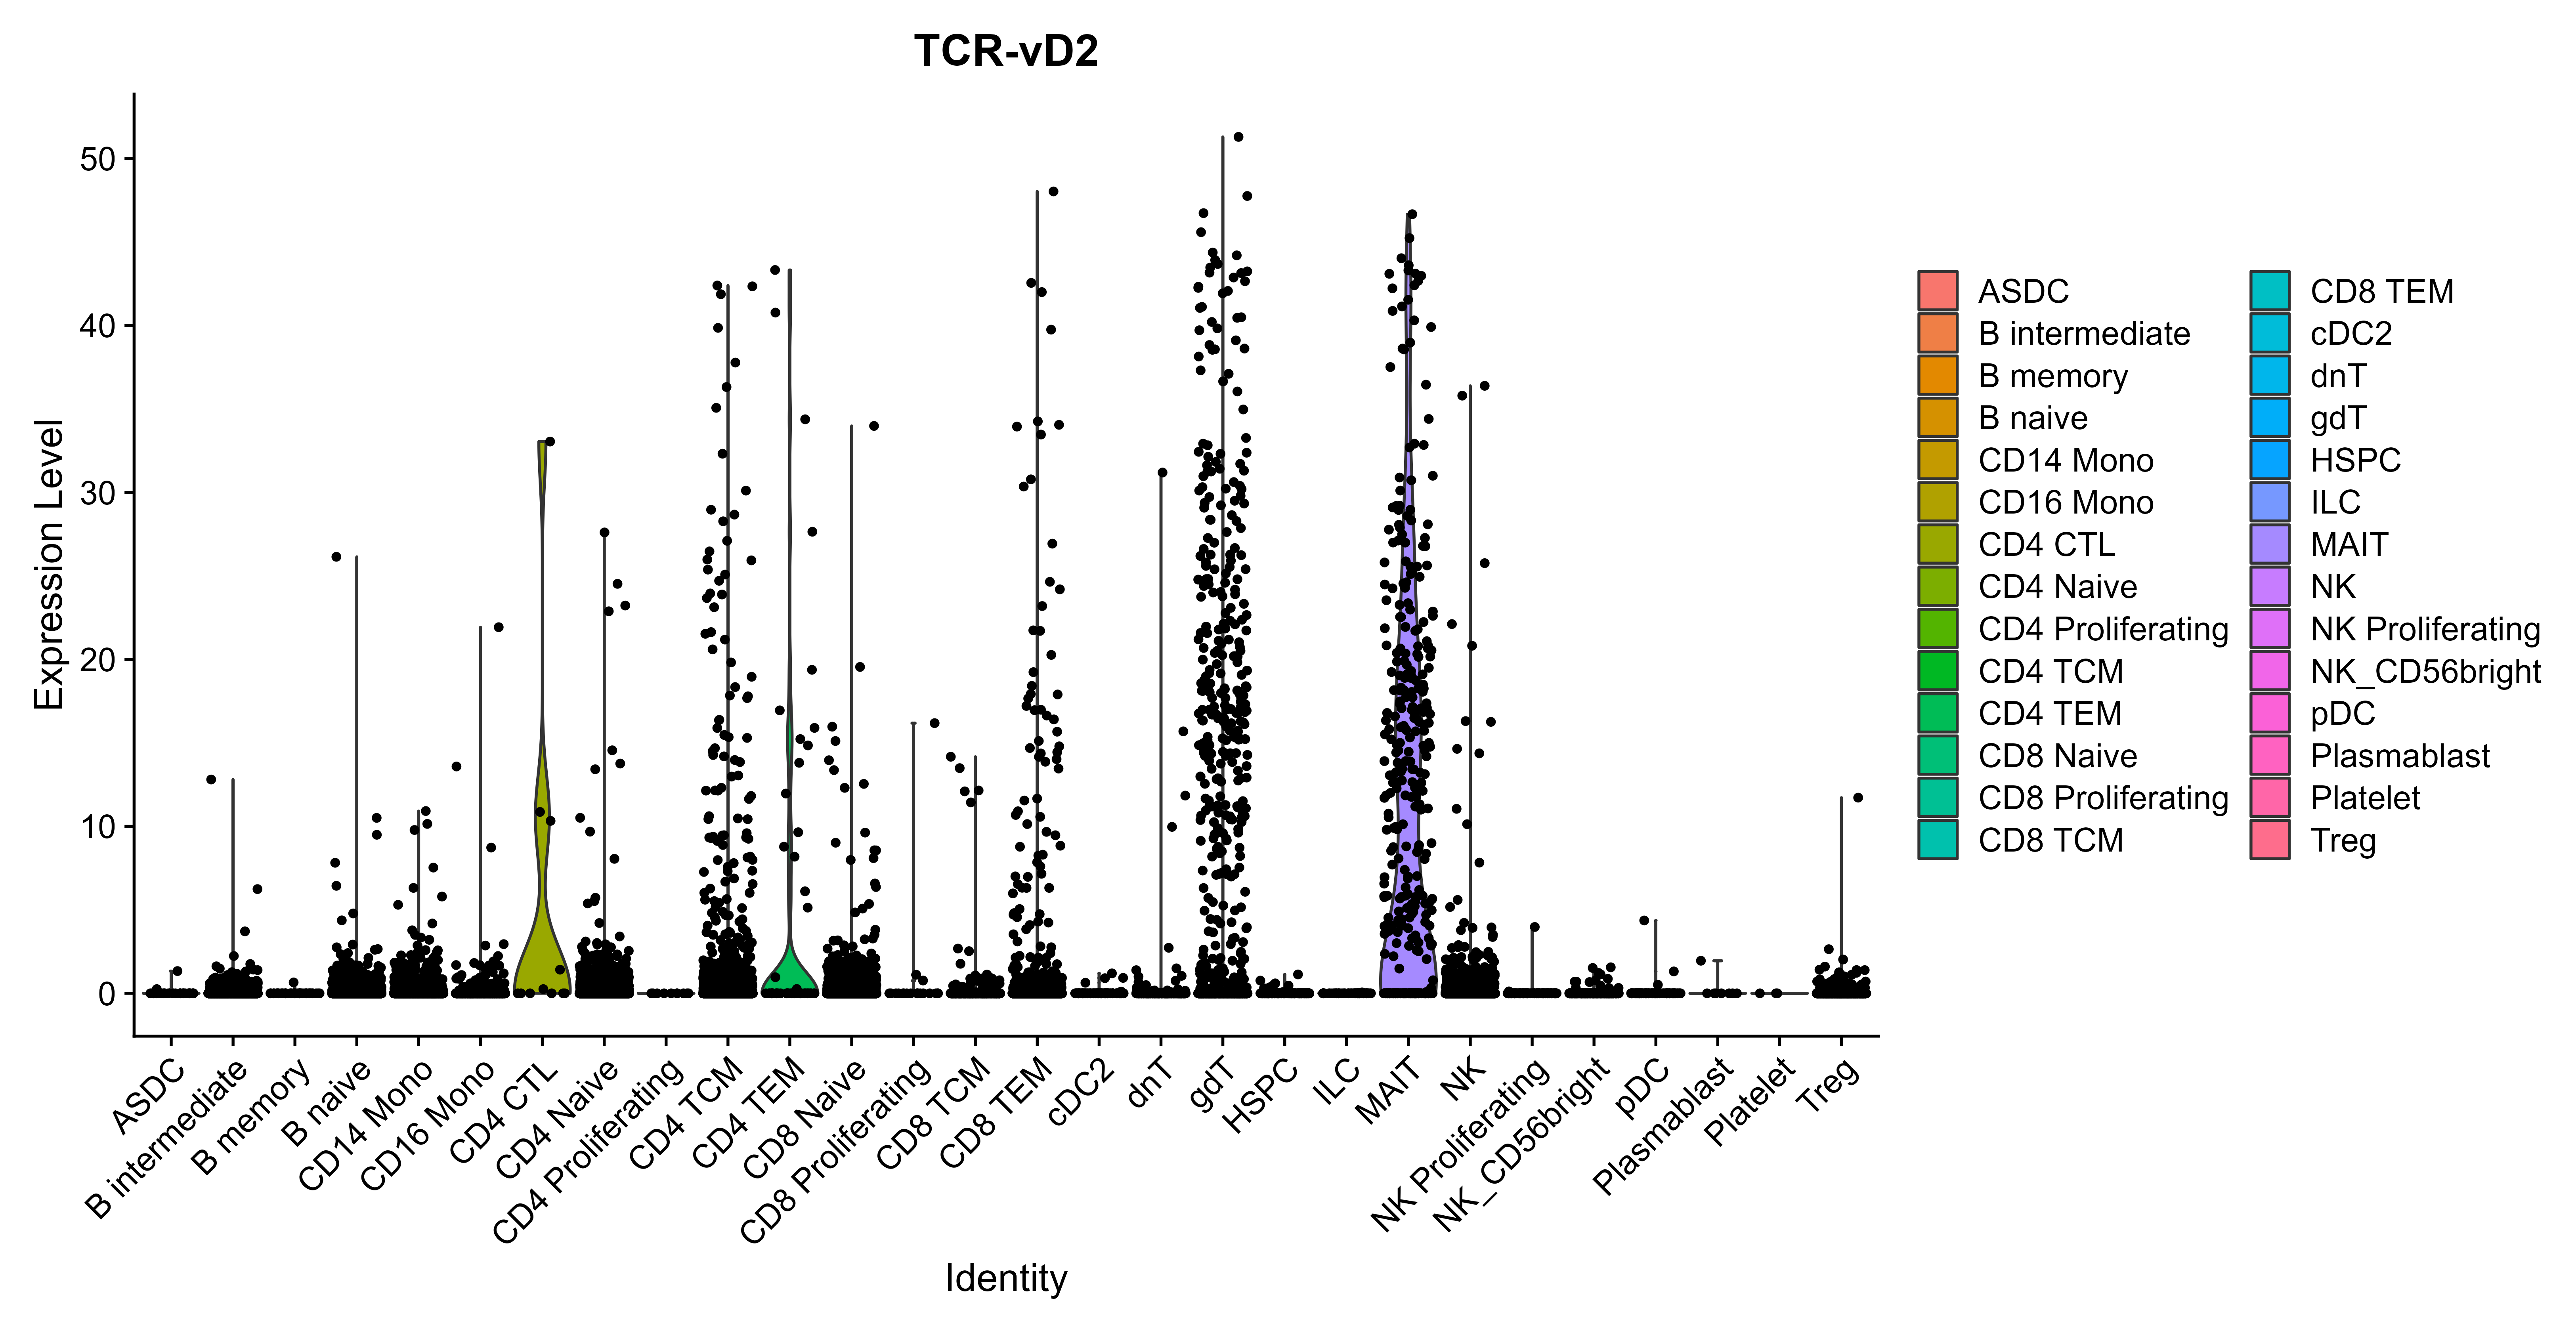 TCR-vD2
Expression Level
50
40
30
20
10
0
ASDC
B intermediate
B memory
B naive
CD14 Mono
CD16 Mono
CD4 CTL
CD4 Naive
CD4 Proliferating
CD4 TCM
CD4 TEM
CD8 Naive
CD8 Proliferating
CD8 TCM
CD8 TEM
cDC2
dnT
gdT
HSPC
ILC
MAIT
NK
NK Proliferating
NK_CD56bright
pDC
Plasmablast
Platelet
Treg
Identity
ASDC
B intermediate
B memory
B naive
CD14 Mono
CD16 Mono
CD4 CTL
CD4 Naive
CD4 Proliferating
CD4 TCM
CD4 TEM
CD8 Naive
CD8 Proliferating
CD8 TCM
CD8 TEM
cDC2
dnT
gdT
HSPC
ILC
MAIT
NK
NK Proliferating
NK_CD56bright
pDC
Plasmablast
Platelet
Treg